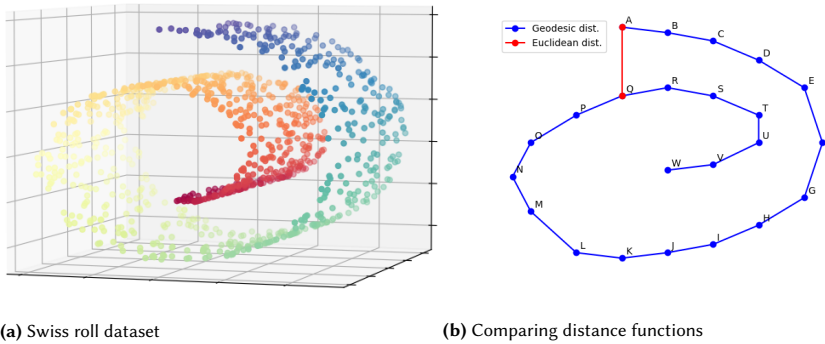 Geodesic dist.
Euclidean dist.
A
B
C
D
E
G
H
I
J
K
L
M
N
O
P
Q
R
S
T
U
V
W
(a) Swiss roll dataset
(b) Comparing distance functions